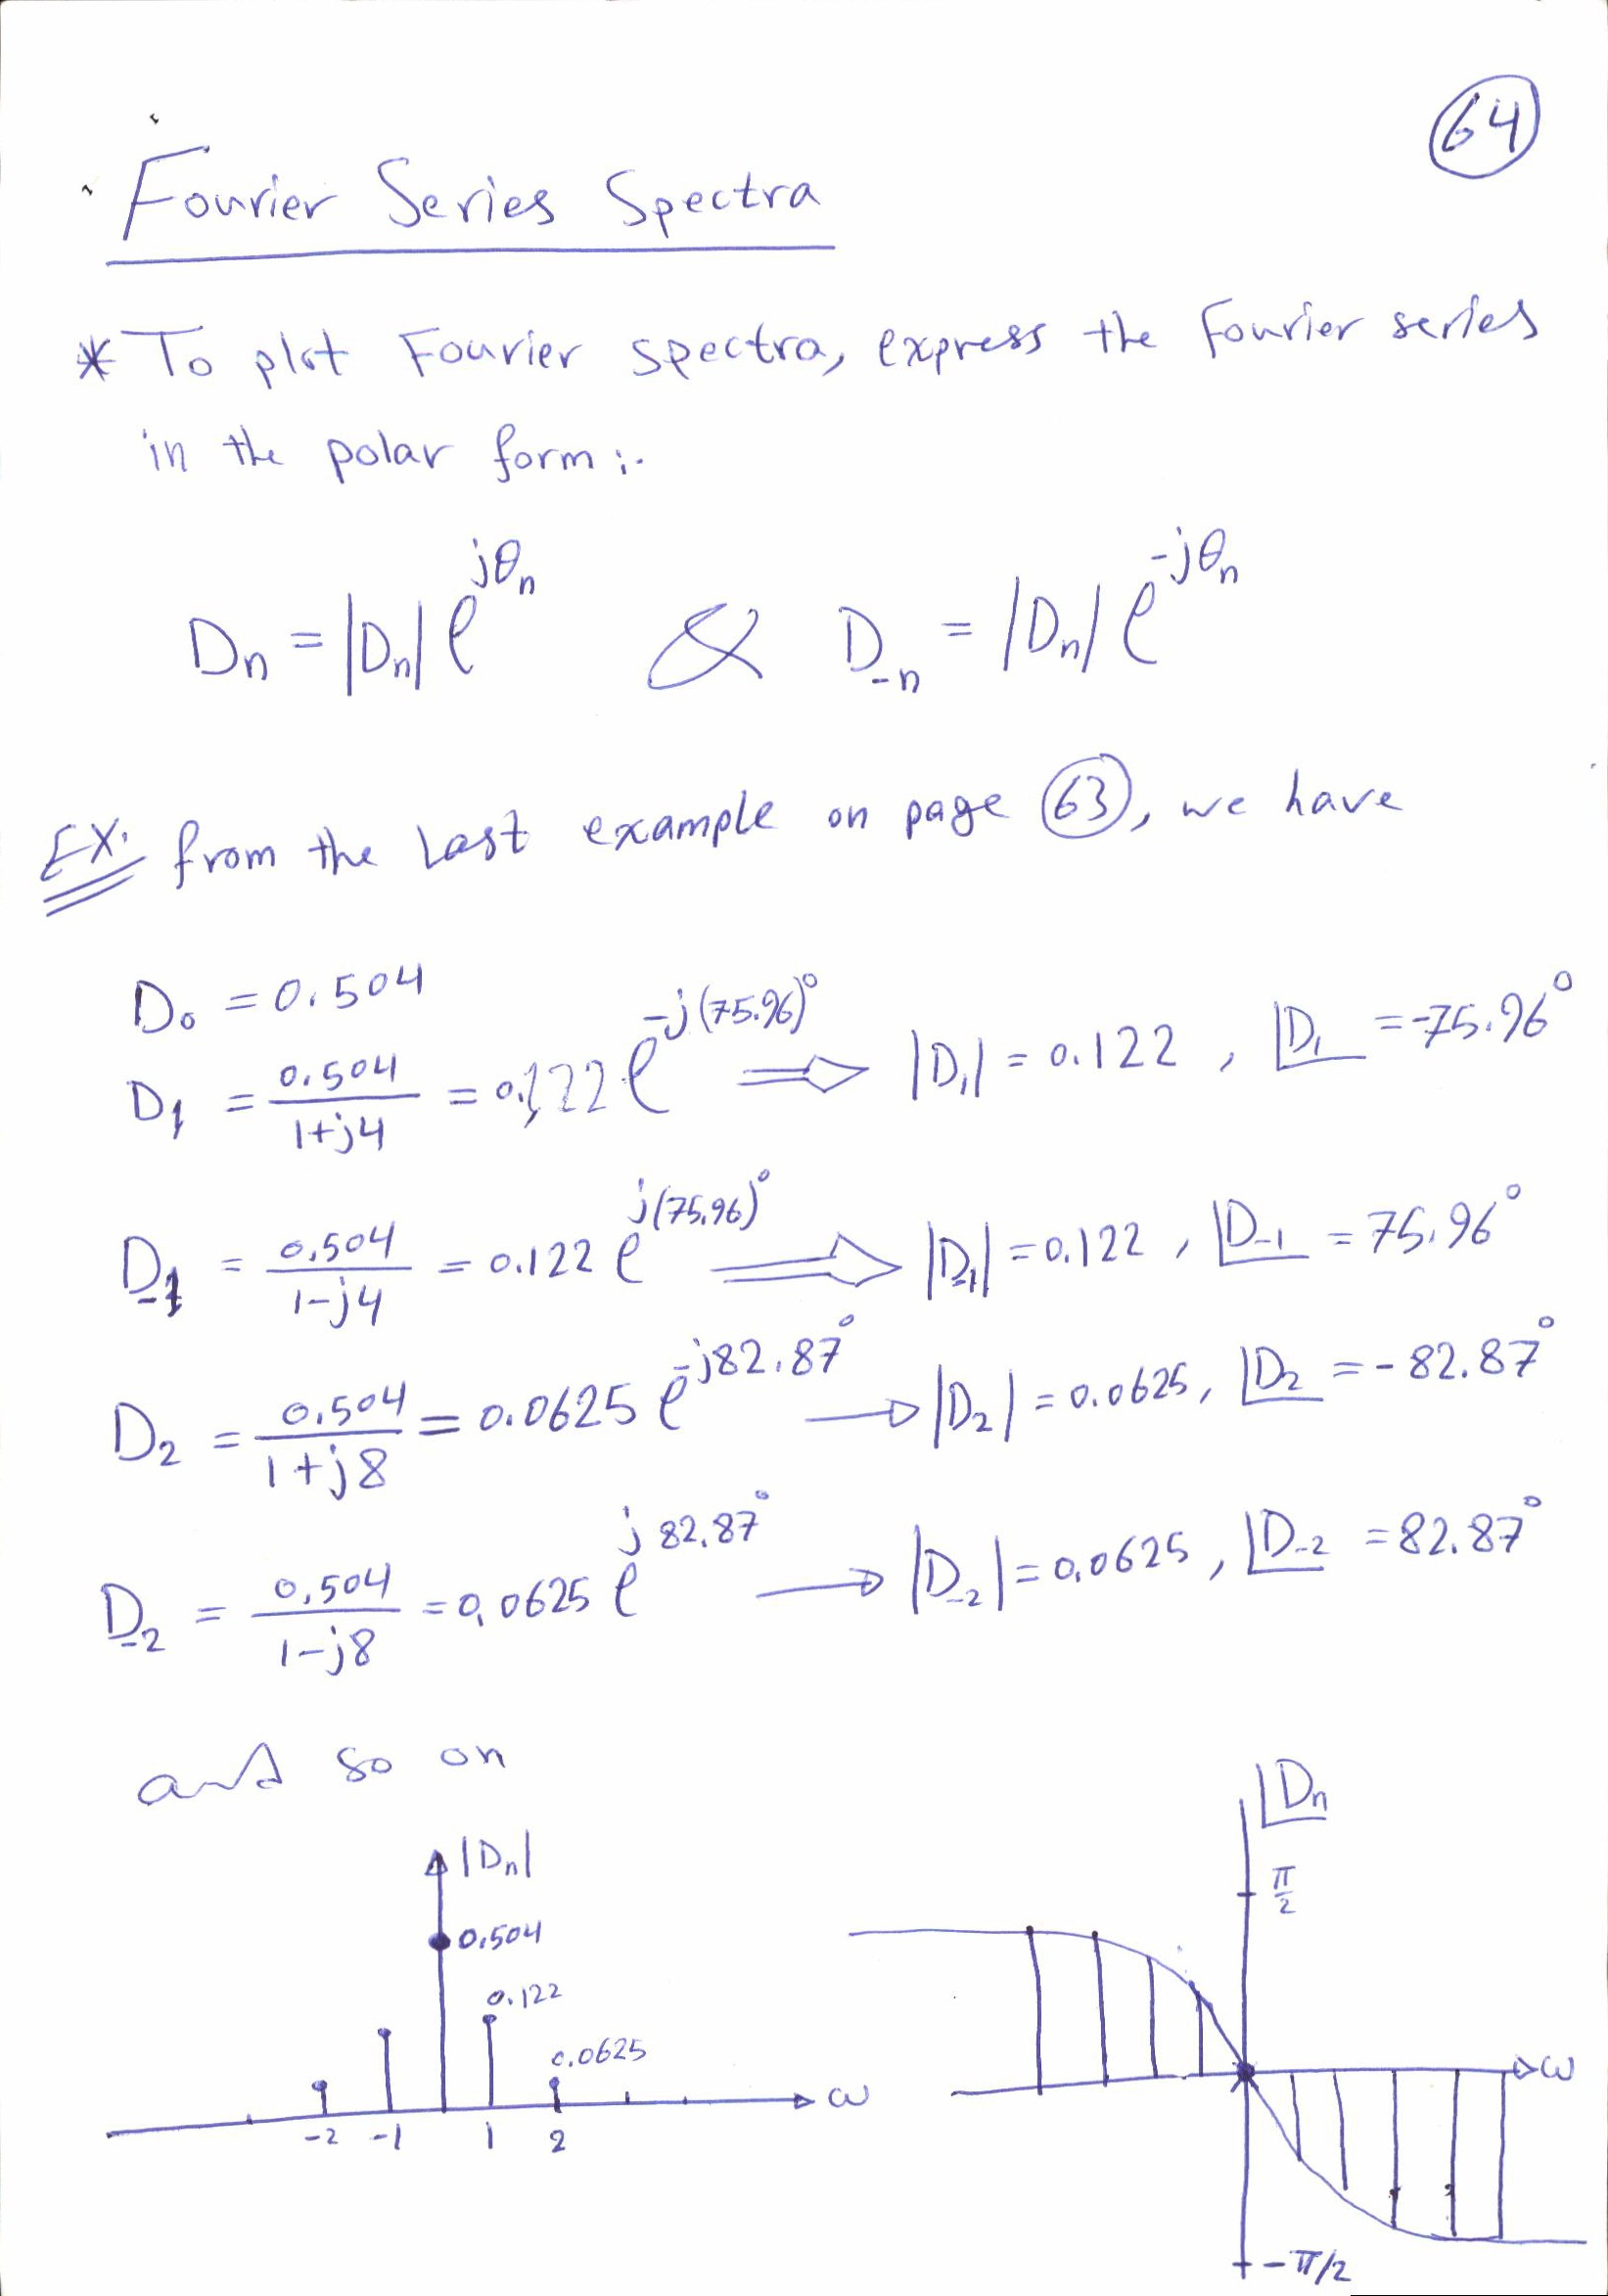 64
Fourier Series Spectra
* To plot Fourier spectra, express the fourier series
in the polar form :-
Dn = |Dn| e^{jθn} & D-n = |Dn| e^{-jθn}
EX: from the last example on page 63, we have
D0 = 0.504
D1 = 0.504/(1+j4) = 0.122 e^{-j(75.96)°} ⟹ |D1| = 0.122 , ∠D1 = -75.96°
D-1 = 0.504/(1-j4) = 0.122 e^{j(75.96)°} ⟹ |D-1| = 0.122 , ∠D-1 = 75.96°
D2 = 0.504/(1+j8) = 0.0625 e^{-j82.87°} → |D2| = 0.0625, ∠D2 = -82.87°
D-2 = 0.504/(1-j8) = 0.0625 e^{j82.87°} → |D-2| = 0.0625, ∠D-2 = 82.87°
and so on
|Dn|
0.504
0.122
0.0625
ω
-2 -1 1 2
∠Dn
π/2
ω
-π/2